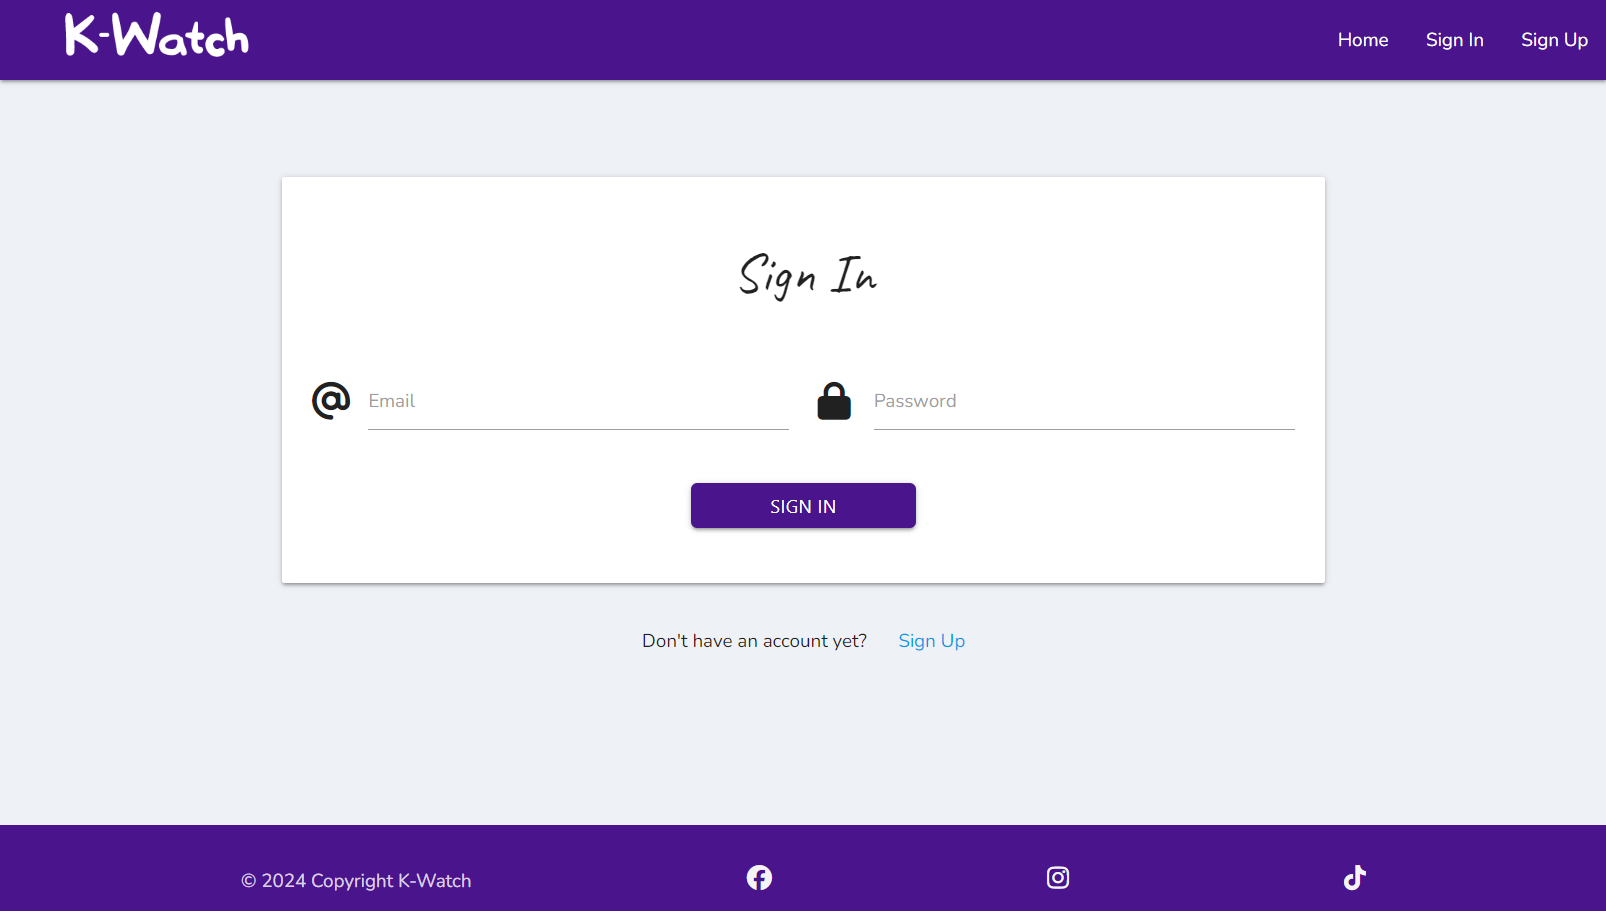 K-Watch
Home Sign In Sign Up
Sign In
Email Password
SIGN IN
Don't have an account yet? Sign Up
© 2024 Copyright K-Watch